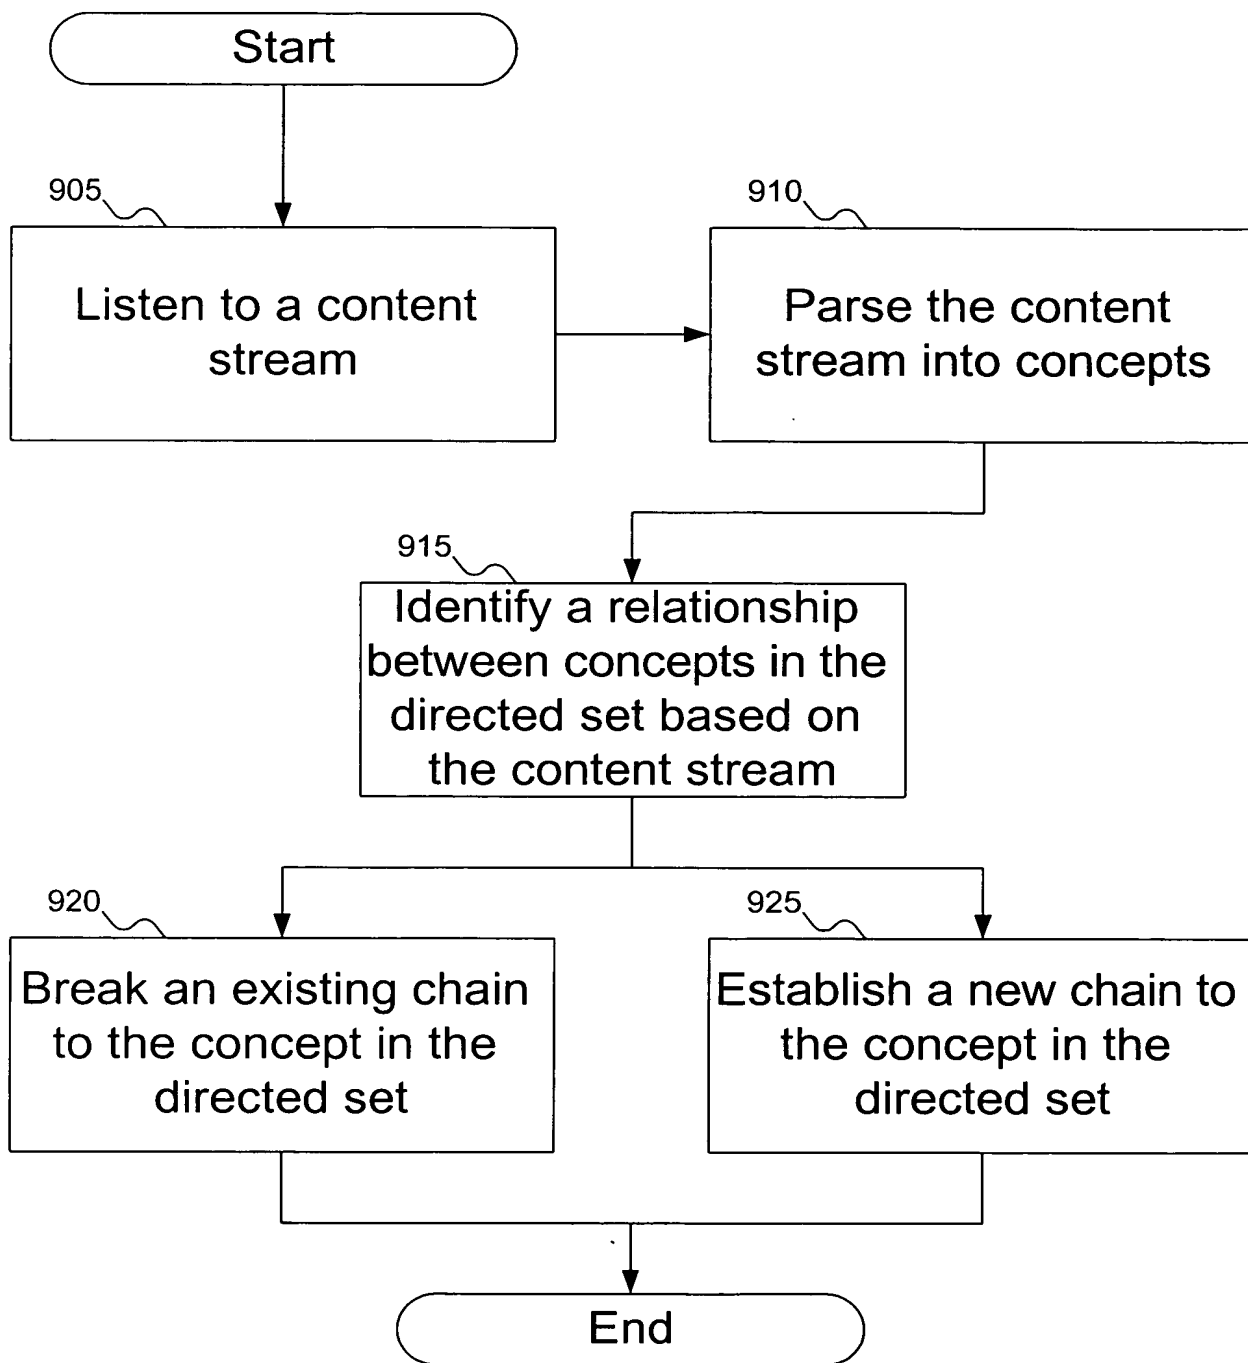 Start
905
Listen to a content
stream
910
Parse the content
stream into concepts
915
Identify a relationship
between concepts in the
directed set based on
the content stream
920
Break an existing chain
to the concept in the
directed set
925
Establish a new chain to
the concept in the
directed set
End